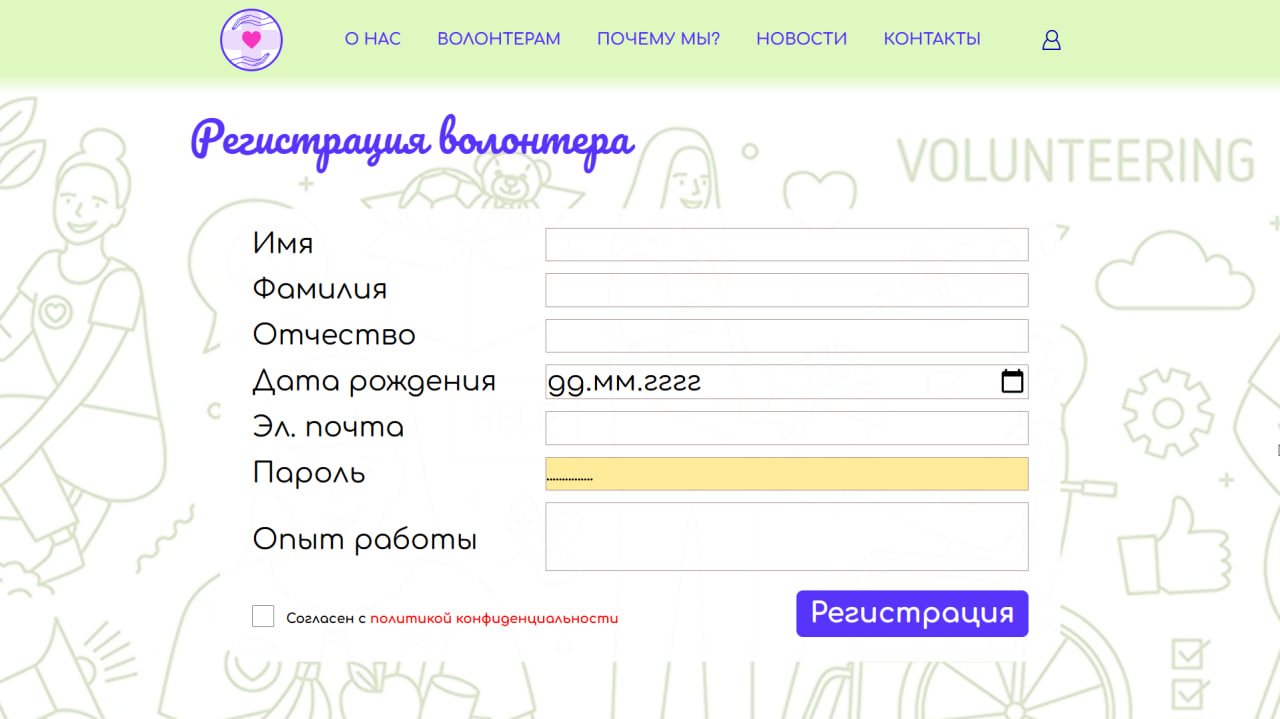 О НАС ВОЛОНТЕРАМ ПОЧЕМУ МЫ? НОВОСТИ КОНТАКТЫ
Регистрация волонтера
VOLUNTEERING
Имя
Фамилия
Отчество
Дата рождения дд.мм.гггг
Эл. почта
Пароль ...............
Опыт работы
Согласен с политикой конфиденциальности
Регистрация